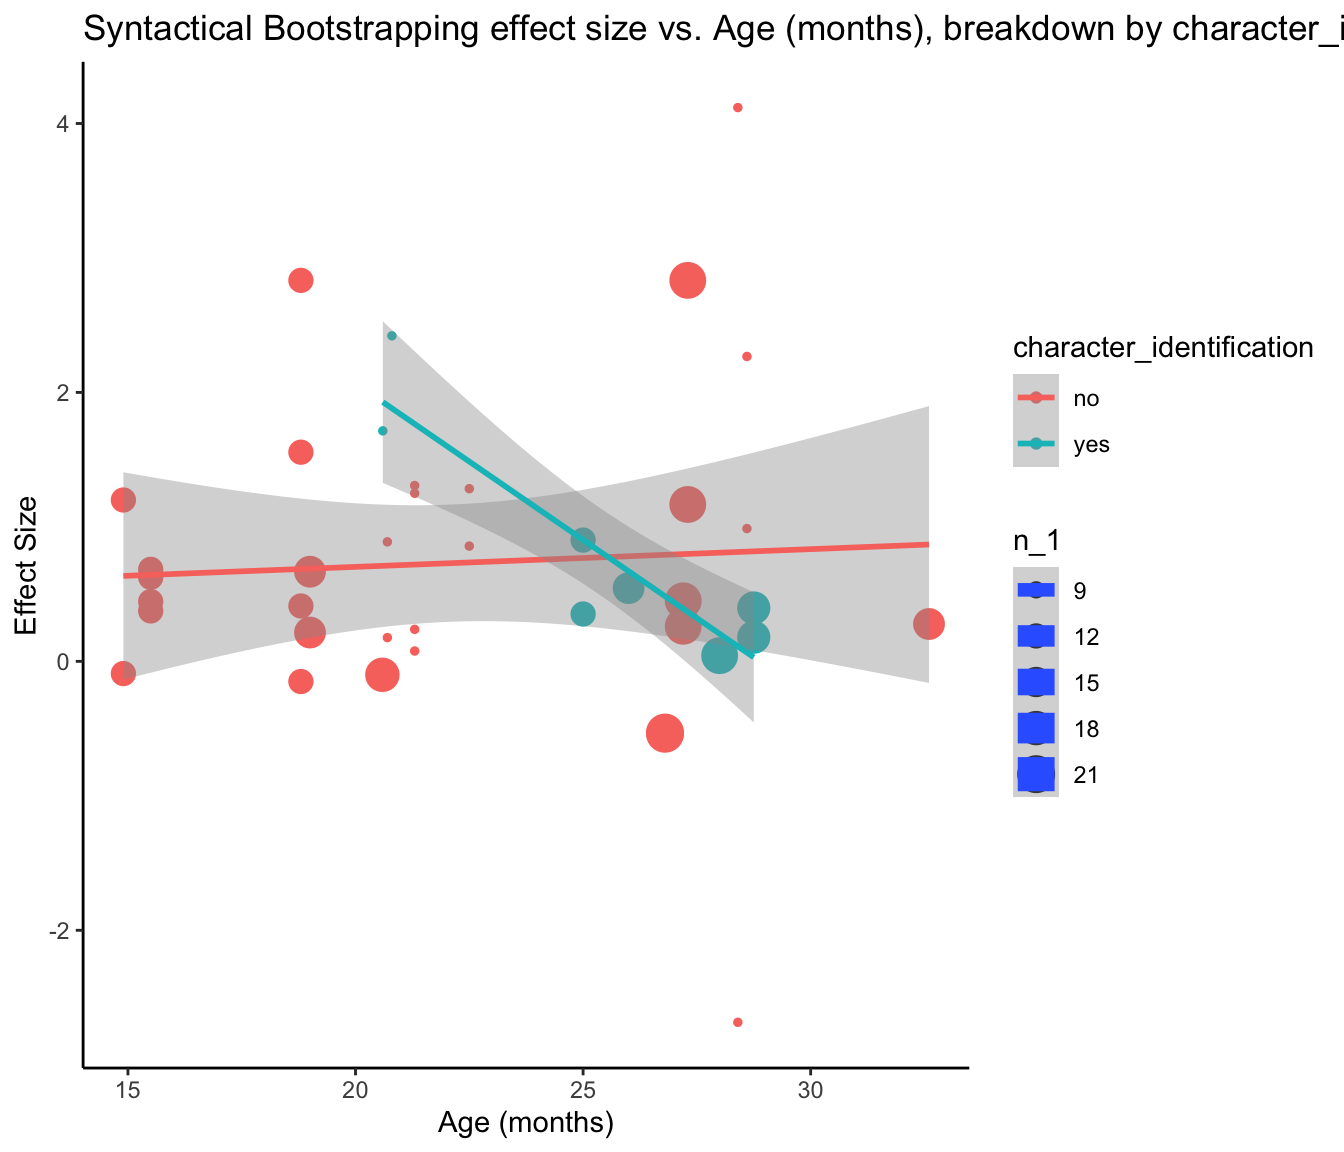 Syntactical Bootstrapping effect size vs. Age (months), breakdown by character_i
4
2
0
-2
Effect Size
15 20 25 30
Age (months)
character_identification
no
yes
n_1
9
12
15
18
21